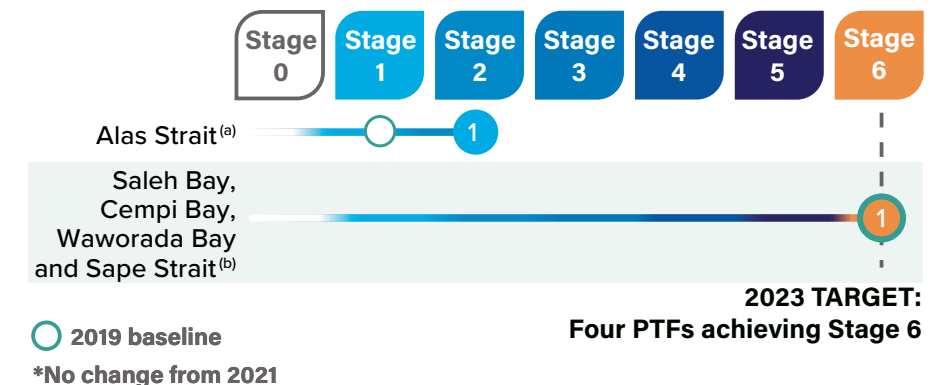 Stage 0
Stage 1
Stage 2
Stage 3
Stage 4
Stage 5
Stage 6
Alas Strait(a)
1
Saleh Bay,
Cempi Bay,
Waworada Bay
and Sape Strait(b)
1
2023 TARGET:
Four PTFs achieving Stage 6
2019 baseline
*No change from 2021